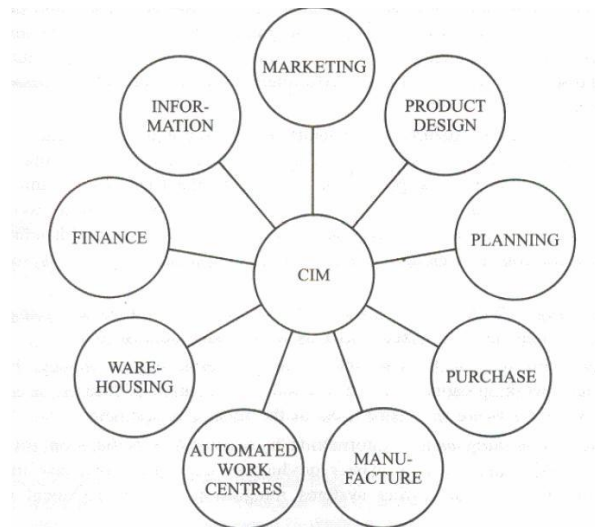 MARKETING
PRODUCT
DESIGN
PLANNING
PURCHASE
MANU-
FACTURE
AUTOMATED
WORK
CENTRES
WARE-
HOUSING
FINANCE
INFOR-
MATION
CIM